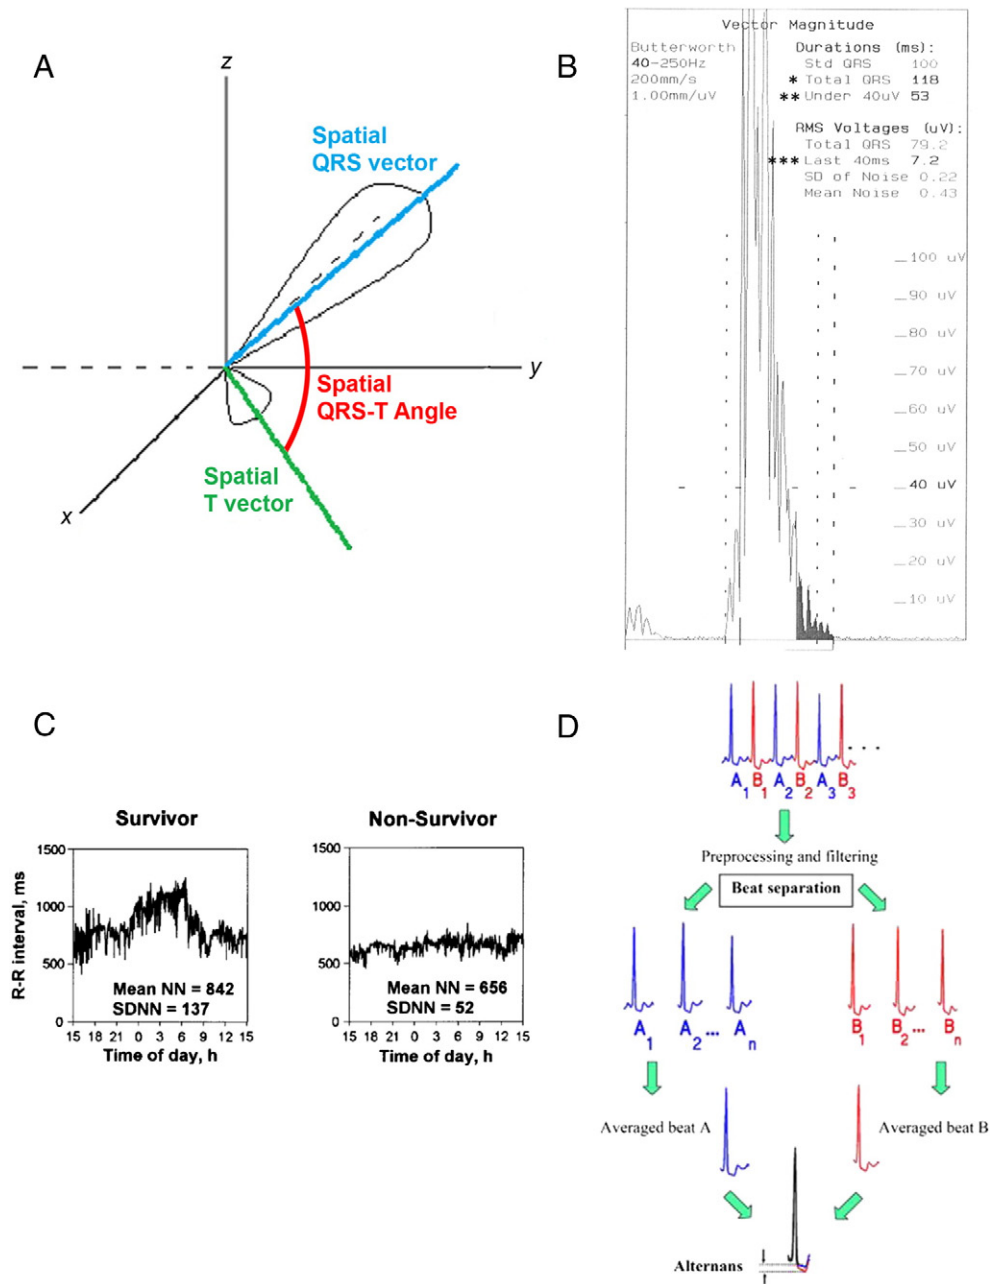 A
z
Spatial
QRS vector
y
Spatial
QRS-T Angle
Spatial
T vector
x
B
Vector Magnitude
Butterworth
40-250Hz
200mm/s
1.00mm/uV
Durations (ms):
Std QRS 100
* Total QRS 118
** Under 40uV 53
RMS Voltages (uV):
Total QRS 79.2
*** Last 40ms 7.2
SD of Noise 0.22
Mean Noise 0.43
100 uV
90 uV
80 uV
70 uV
60 uV
50 uV
40 uV
30 uV
20 uV
10 uV
C
Survivor
R-R interval, ms
1500
1000
500
0
Mean NN = 842
SDNN = 137
15 18 21 0 3 6 9 12 15
Time of day, h
Non-Survivor
1500
1000
500
0
Mean NN = 656
SDNN = 52
15 18 21 0 3 6 9 12 15
Time of day, h
D
A1 B1 A2 B2 A3 B3
Preprocessing and filtering
Beat separation
A1 A2... An
B1 B2... Bn
Averaged beat A
Averaged beat B
Alternans